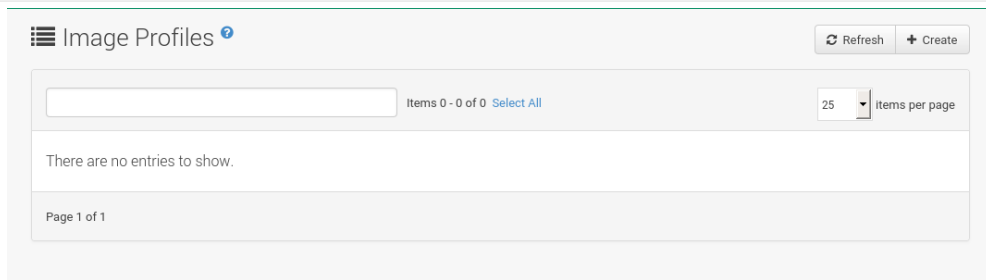 Image Profiles ?
Refresh Create
Items 0 - 0 of 0 Select All
25 items per page
There are no entries to show.
Page 1 of 1